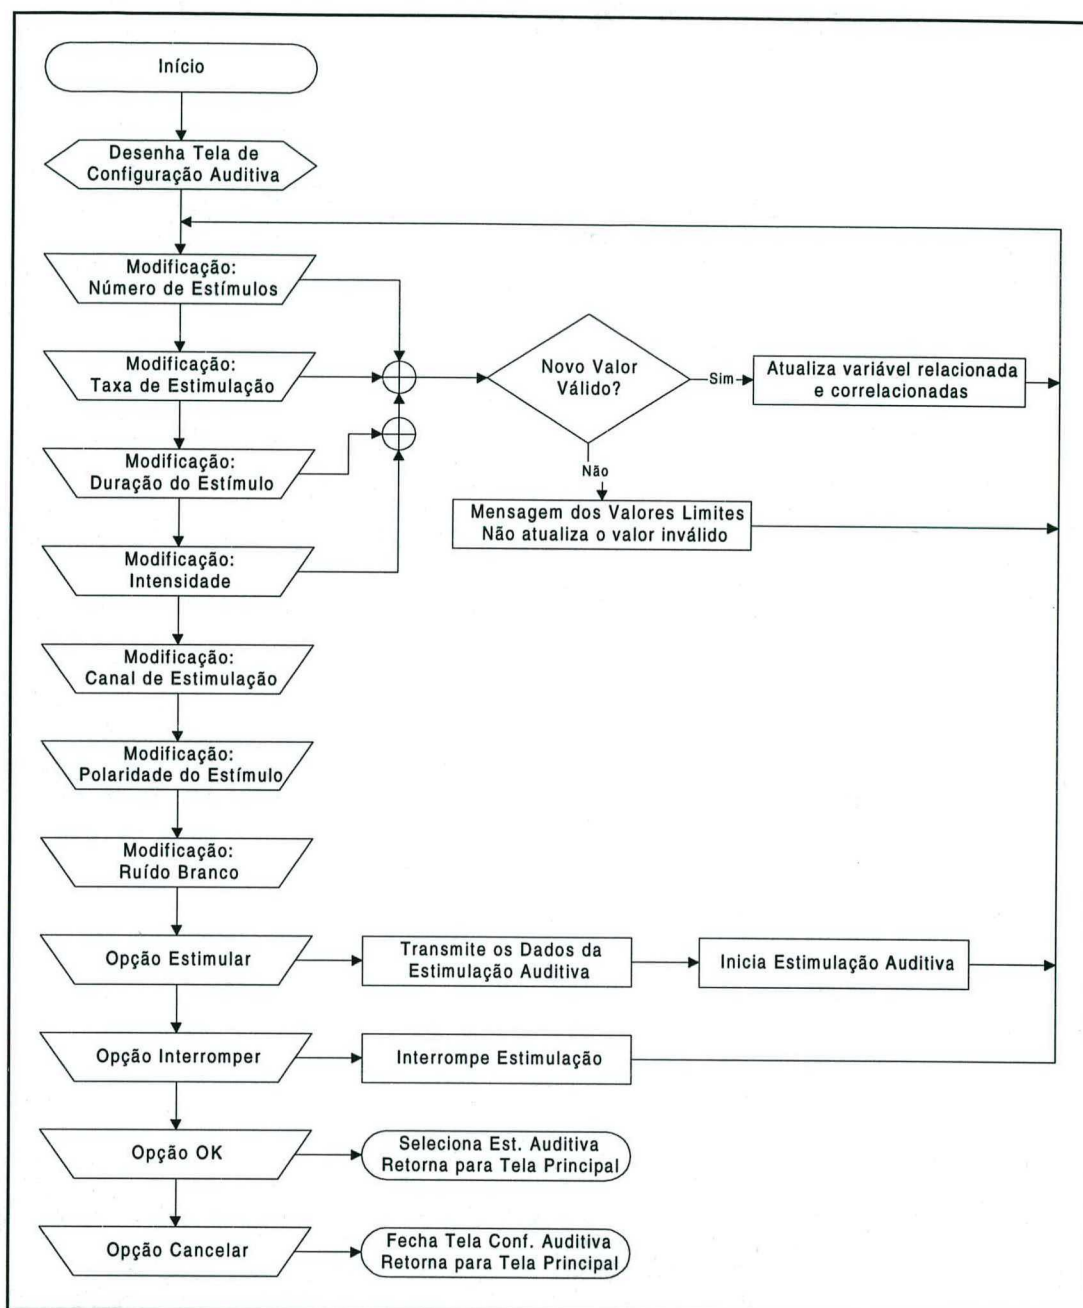 Início
Desenha Tela de
Configuração Auditiva
Modificação:
Número de Estímulos
Modificação:
Taxa de Estimulação
Novo Valor
Válido?
Sim
Atualiza variável relacionada
e correlacionadas
Modificação:
Duração do Estímulo
Não
Mensagem dos Valores Limites
Não atualiza o valor inválido
Modificação:
Intensidade
Modificação:
Canal de Estimulação
Modificação:
Polaridade do Estímulo
Modificação:
Ruído Branco
Opção Estimular
Transmite os Dados da
Estimulação Auditiva
Inicia Estimulação Auditiva
Opção Interromper
Interrompe Estimulação
Opção OK
Seleciona Est. Auditiva
Retorna para Tela Principal
Opção Cancelar
Fecha Tela Conf. Auditiva
Retorna para Tela Principal